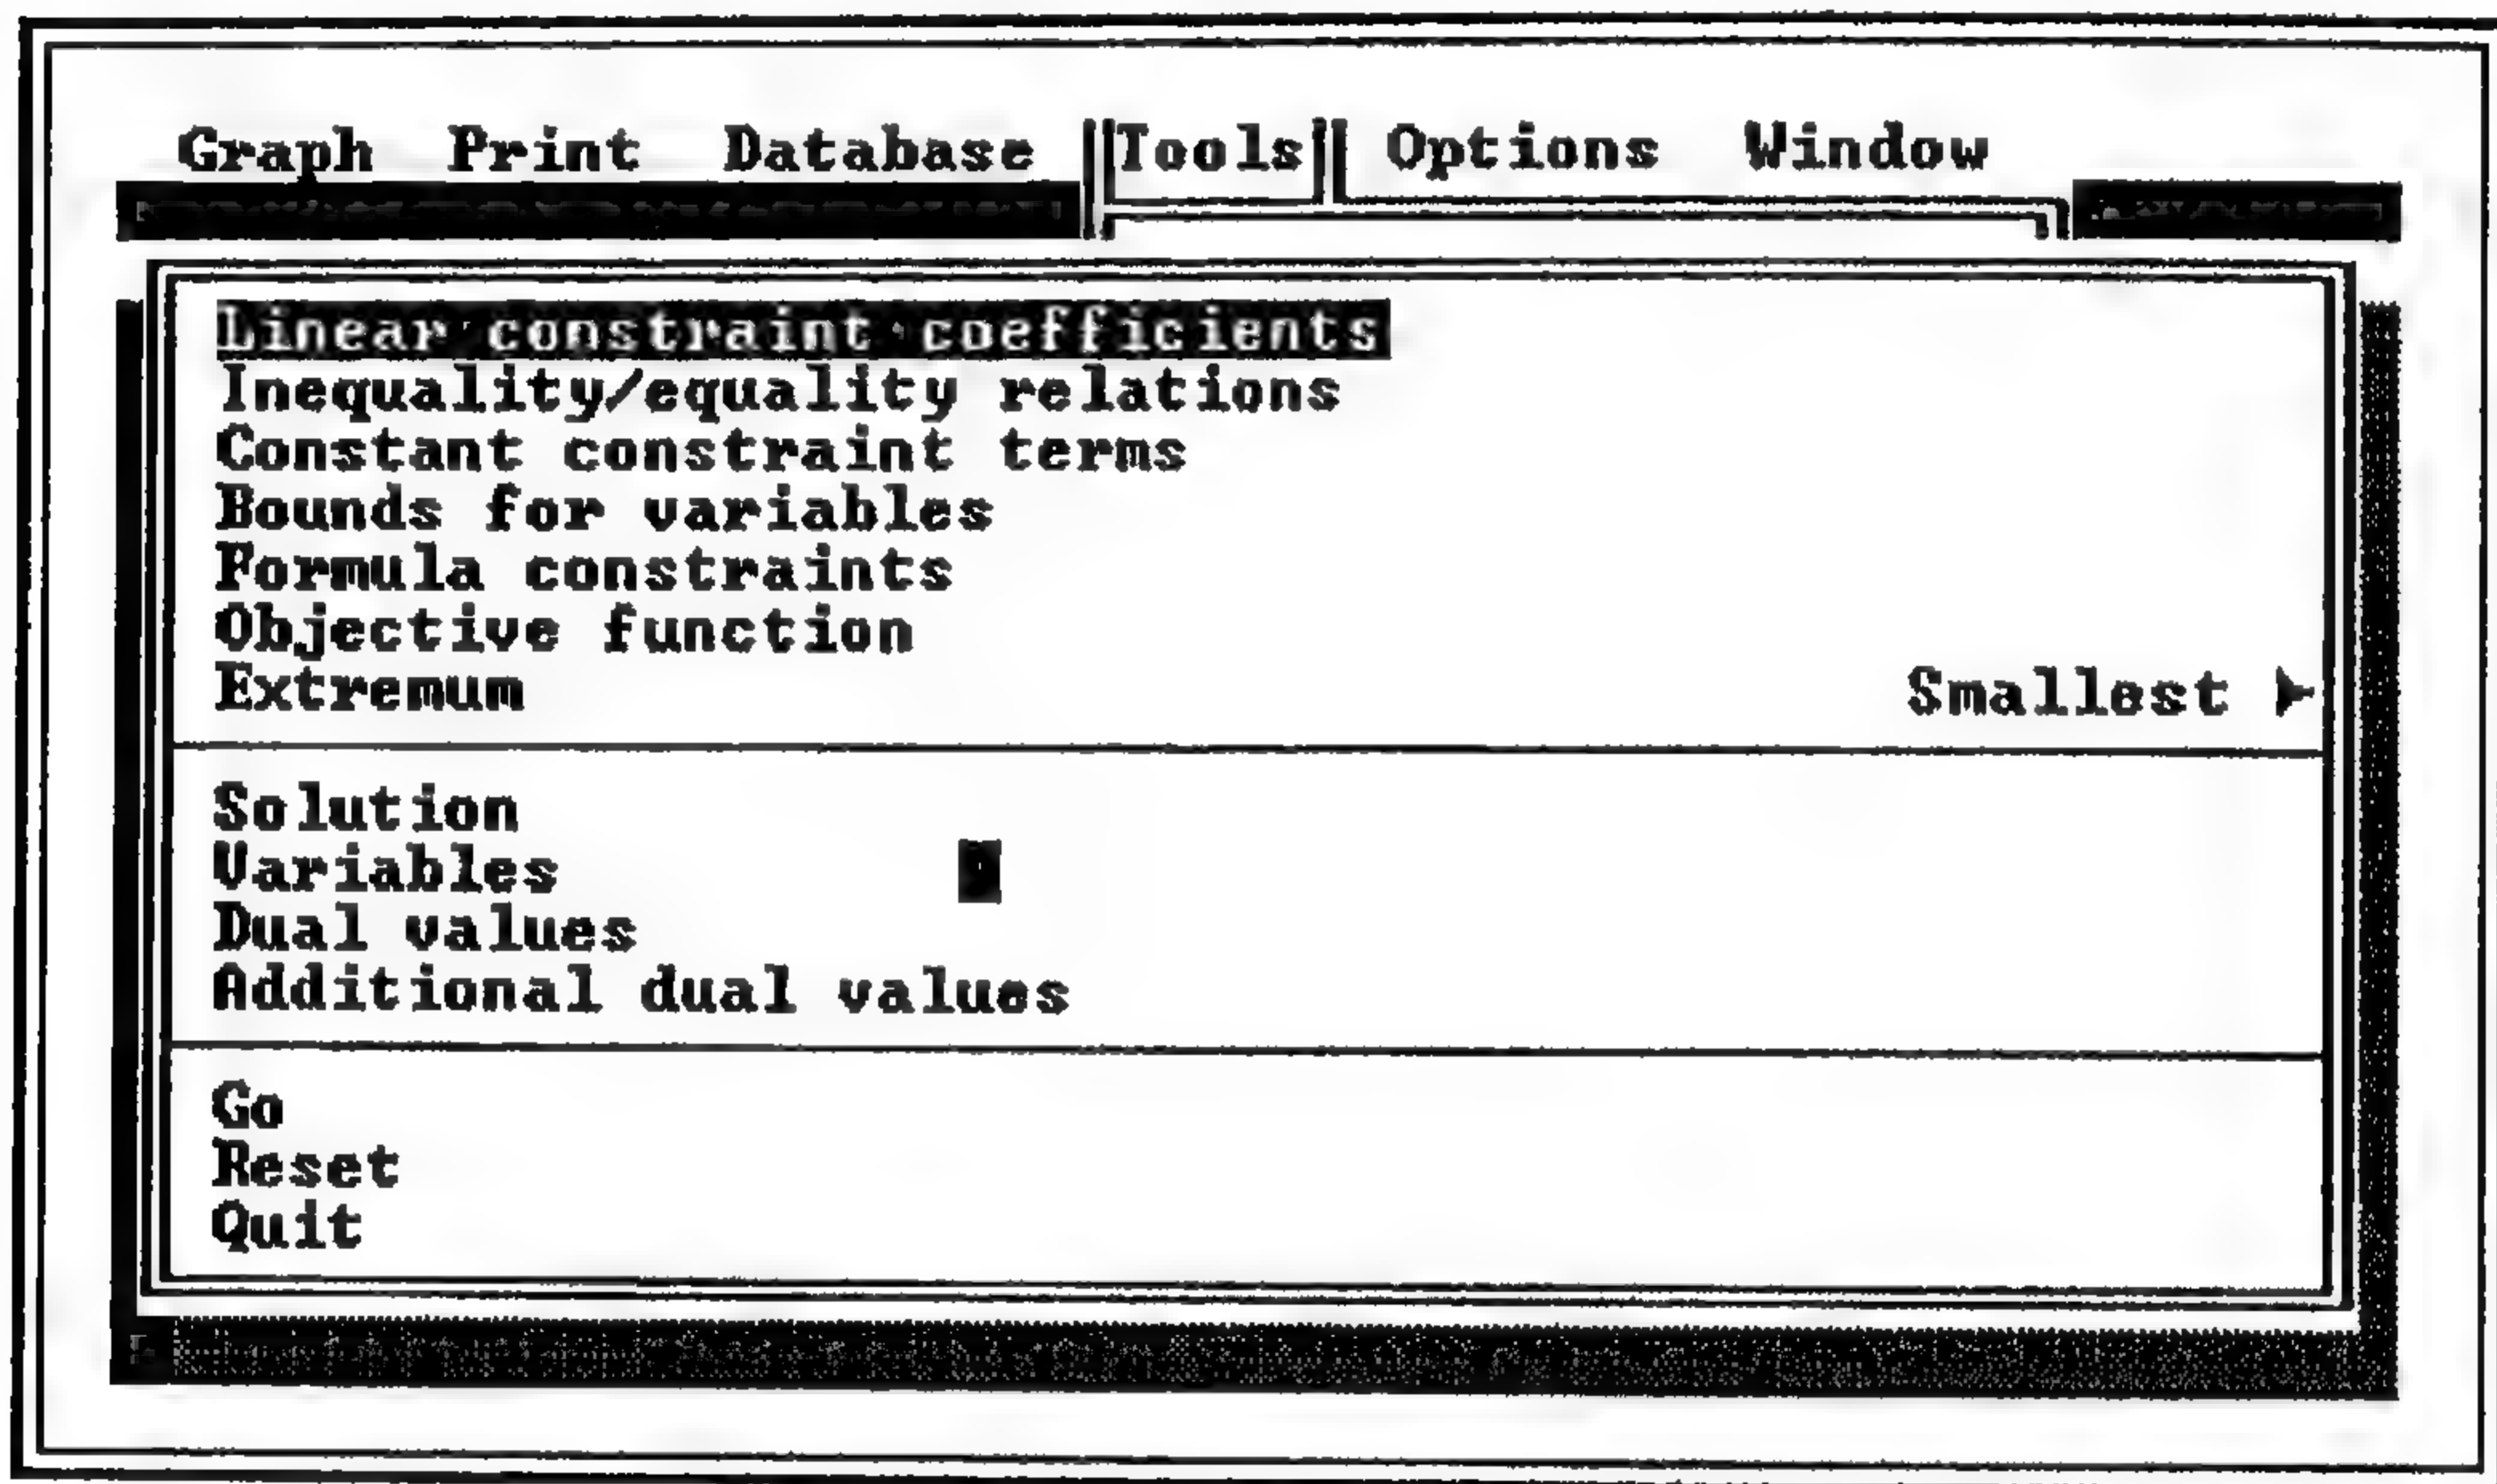 Graph Print Database Tools Options Window
Linear constraint coefficients
Inequality/equality relations
Constant constraint terms
Bounds for variables
Formula constraints
Objective function
Extremum Smallest ►
Solution
Variables
Dual values
Additional dual values
Go
Reset
Quit